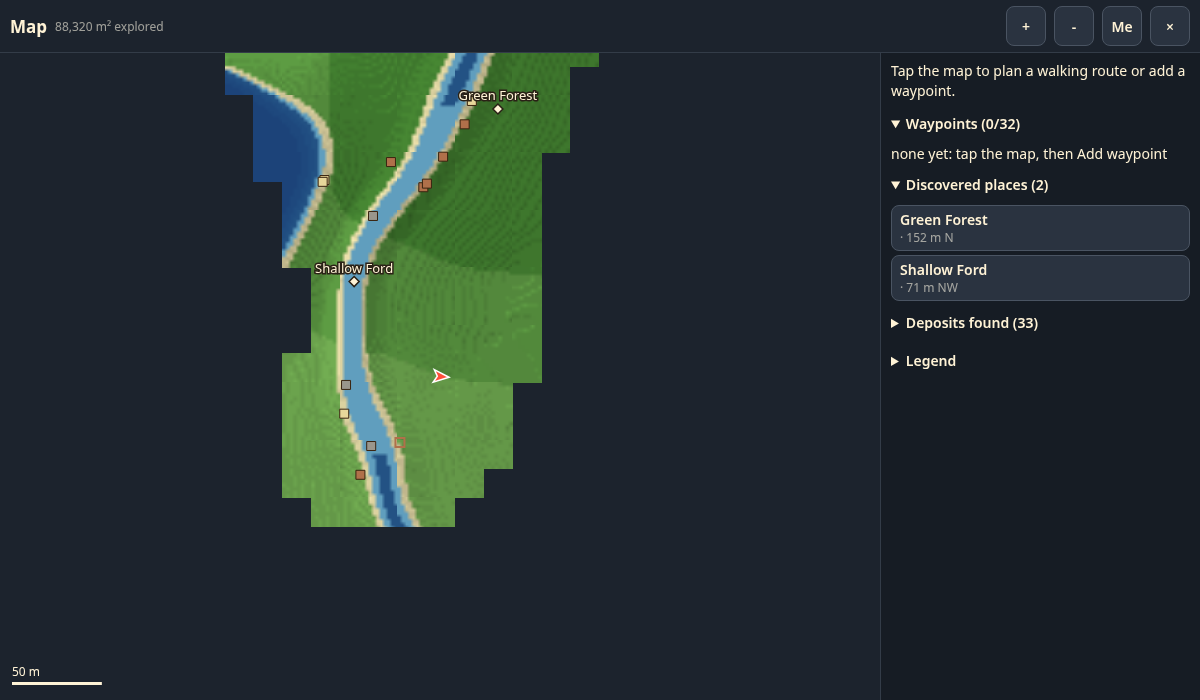 Map 88,320 m² explored
+ - Me ×
Tap the map to plan a walking route or add a
waypoint.
▼ Waypoints (0/32)
none yet: tap the map, then Add waypoint
▼ Discovered places (2)
Green Forest
· 152 m N
Shallow Ford
· 71 m NW
▶ Deposits found (33)
▶ Legend
Green Forest
Shallow Ford
50 m